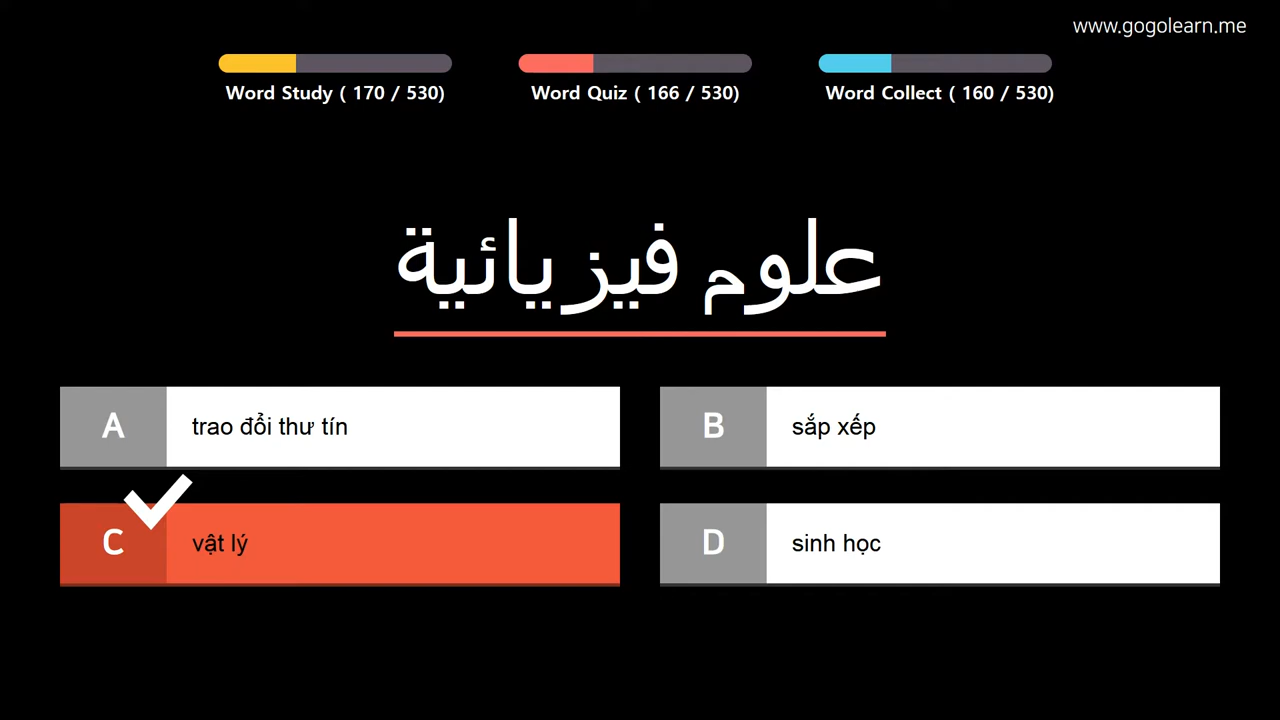 www.gogolearn.me
Word Study ( 170 / 530)
Word Quiz ( 166 / 530)
Word Collect ( 160 / 530)
علوم فيزيائية
A
trao đổi thư tín
B
sắp xếp
C
vật lý
D
sinh học